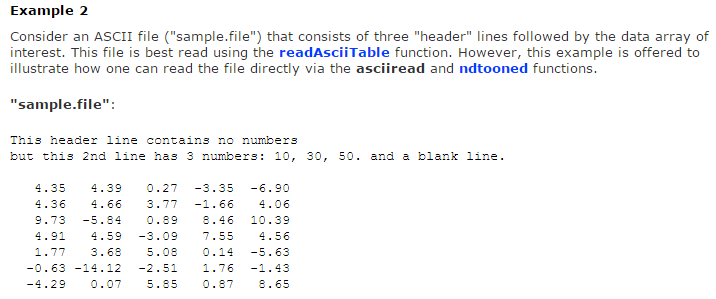 Example 2
Consider an ASCII file ("sample.file") that consists of three "header" lines followed by the data array of
interest. This file is best read using the readAsciiTable function. However, this example is offered to
illustrate how one can read the file directly via the asciiread and ndtooned functions.
"sample.file":
This header line contains no numbers
but this 2nd line has 3 numbers: 10, 30, 50. and a blank line.
4.35 4.39 0.27 -3.35 -6.90
4.36 4.66 3.77 -1.66 4.06
9.73 -5.84 0.89 8.46 10.39
4.91 4.59 -3.09 7.55 4.56
1.77 3.68 5.08 0.14 -5.63
-0.63 -14.12 -2.51 1.76 -1.43
-4.29 0.07 5.85 0.87 8.65